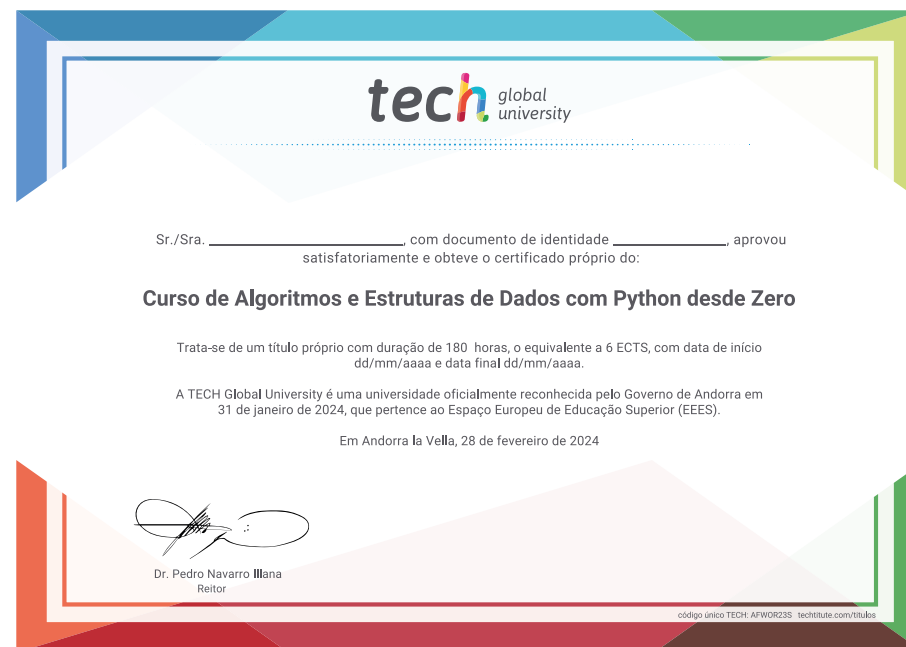 tech global university
Sr./Sra. ____________________, com documento de identidade ____________, aprovou
satisfatoriamente e obteve o certificado próprio do:
Curso de Algoritmos e Estruturas de Dados com Python desde Zero
Trata-se de um título próprio com duração de 180 horas, o equivalente a 6 ECTS, com data de início
dd/mm/aaaa e data final dd/mm/aaaa.
A TECH Global University é uma universidade oficialmente reconhecida pelo Governo de Andorra em
31 de janeiro de 2024, que pertence ao Espaço Europeu de Educação Superior (EEES).
Em Andorra la Vella, 28 de fevereiro de 2024
Dr. Pedro Navarro Illana
Reitor
código único TECH: AFWOR23S techtitute.com/titulos